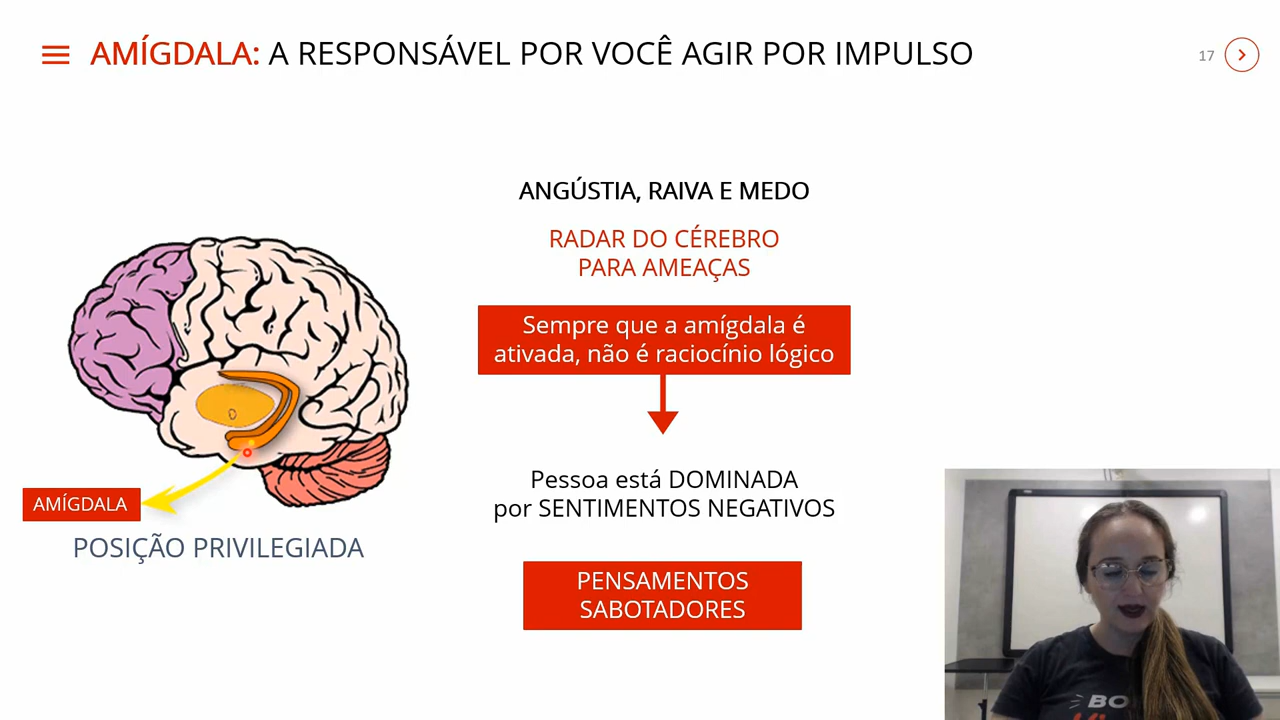 AMÍGDALA: A RESPONSÁVEL POR VOCÊ AGIR POR IMPULSO
17
ANGÚSTIA, RAIVA E MEDO
RADAR DO CÉREBRO
PARA AMEAÇAS
Sempre que a amígdala é
ativada, não é raciocínio lógico
Pessoa está DOMINADA
por SENTIMENTOS NEGATIVOS
PENSAMENTOS
SABOTADORES
AMÍGDALA
POSIÇÃO PRIVILEGIADA
BO